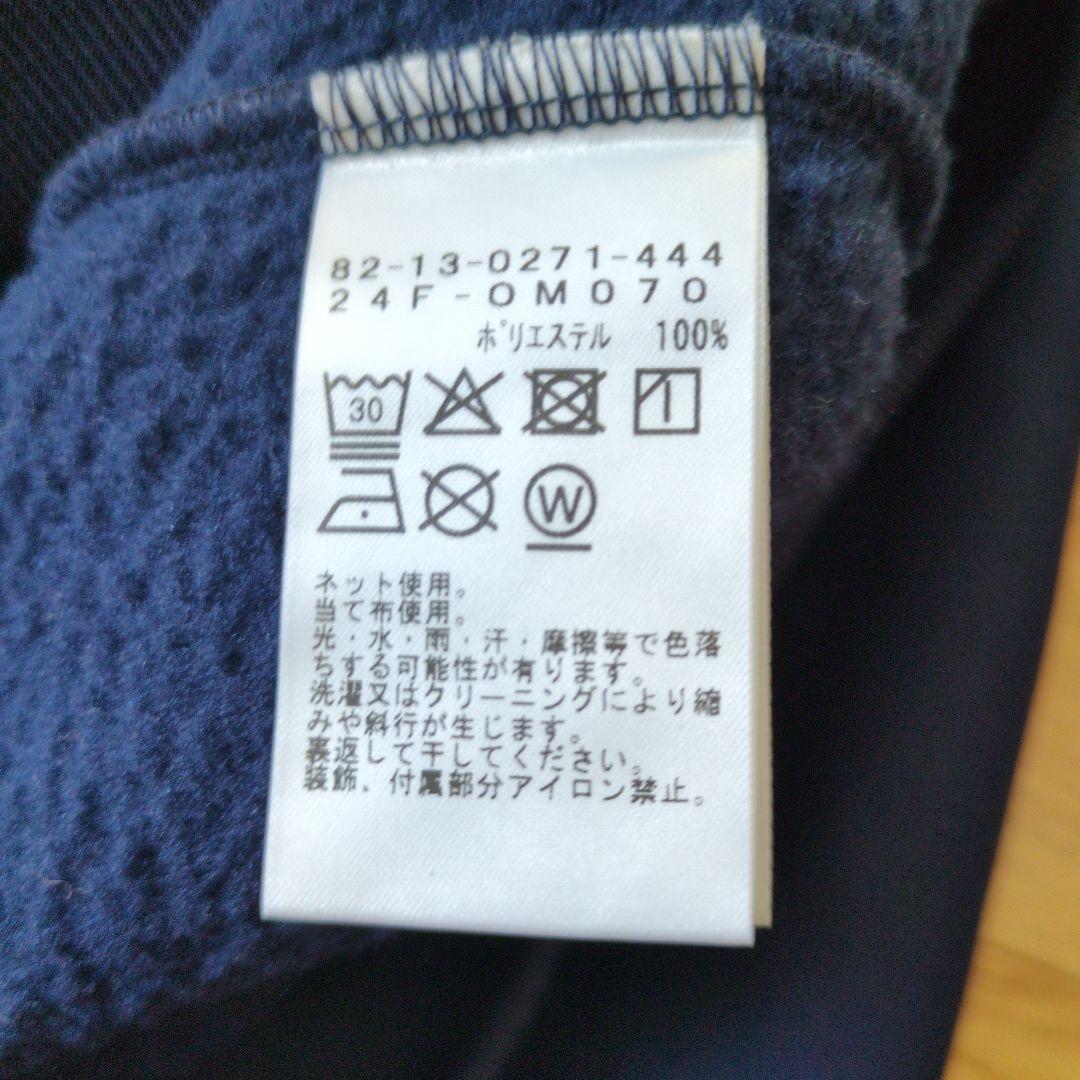 82-13-0271-444
24F-OM070
ポリエステル 100%
30
W
ネット使用。
当て布使用。
光・水・雨・汗・摩擦等で色落
ちする可能性が有ります。
洗濯又はクリーニングにより縮
みや斜行が生じます。
裏返して干してください。
装飾、付属部分アイロン禁止。